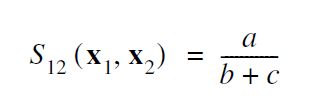 S₁₂ (x₁, x₂) = a / b + c